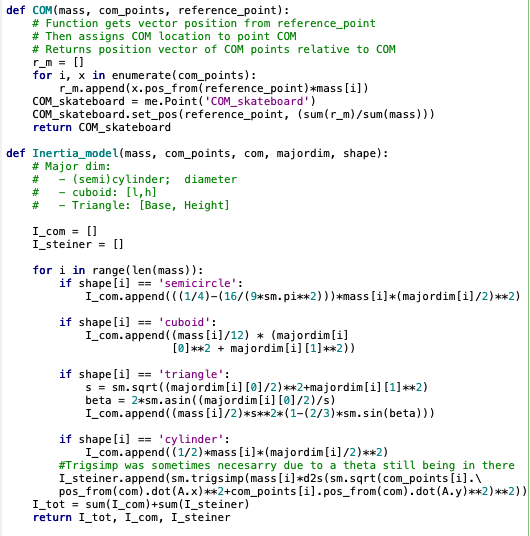 def COM(mass, com_points, reference_point):
    # Function gets vector position from reference_point
    # Then assigns COM location to point COM
    # Returns position vector of COM points relative to COM
    r_m = []
    for i, x in enumerate(com_points):
        r_m.append(x.pos_from(reference_point)*mass[i])
    COM_skateboard = me.Point('COM_skateboard')
    COM_skateboard.set_pos(reference_point, (sum(r_m)/sum(mass)))
    return COM_skateboard

def Inertia_model(mass, com_points, com, majordim, shape):
    # Major dim:
    #   - (semi)cylinder;  diameter
    #   - cuboid: [l,h]
    #   - Triangle: [Base, Height]

    I_com = []
    I_steiner = []

    for i in range(len(mass)):
        if shape[i] == 'semicircle':
            I_com.append(((1/4)-(16/(9*sm.pi**2)))*mass[i]*(majordim[i]/2)**2)

        if shape[i] == 'cuboid':
            I_com.append((mass[i]/12) * (majordim[i]
                         [0]**2 + majordim[i][1]**2))

        if shape[i] == 'triangle':
            s = sm.sqrt((majordim[i][0]/2)**2+majordim[i][1]**2)
            beta = 2*sm.asin((majordim[i][0]/2)/s)
            I_com.append((mass[i]/2)*s**2*(1-(2/3)*sm.sin(beta)))

        if shape[i] == 'cylinder':
            I_com.append((1/2)*mass[i]*(majordim[i]/2)**2)
        #Trigsimp was sometimes necesarry due to a theta still being in there
        I_steiner.append(sm.trigsimp(mass[i]*d2s(sm.sqrt(com_points[i].\
        pos_from(com).dot(A.x)**2+com_points[i].pos_from(com).dot(A.y)**2)**2))
    I_tot = sum(I_com)+sum(I_steiner)
    return I_tot, I_com, I_steiner